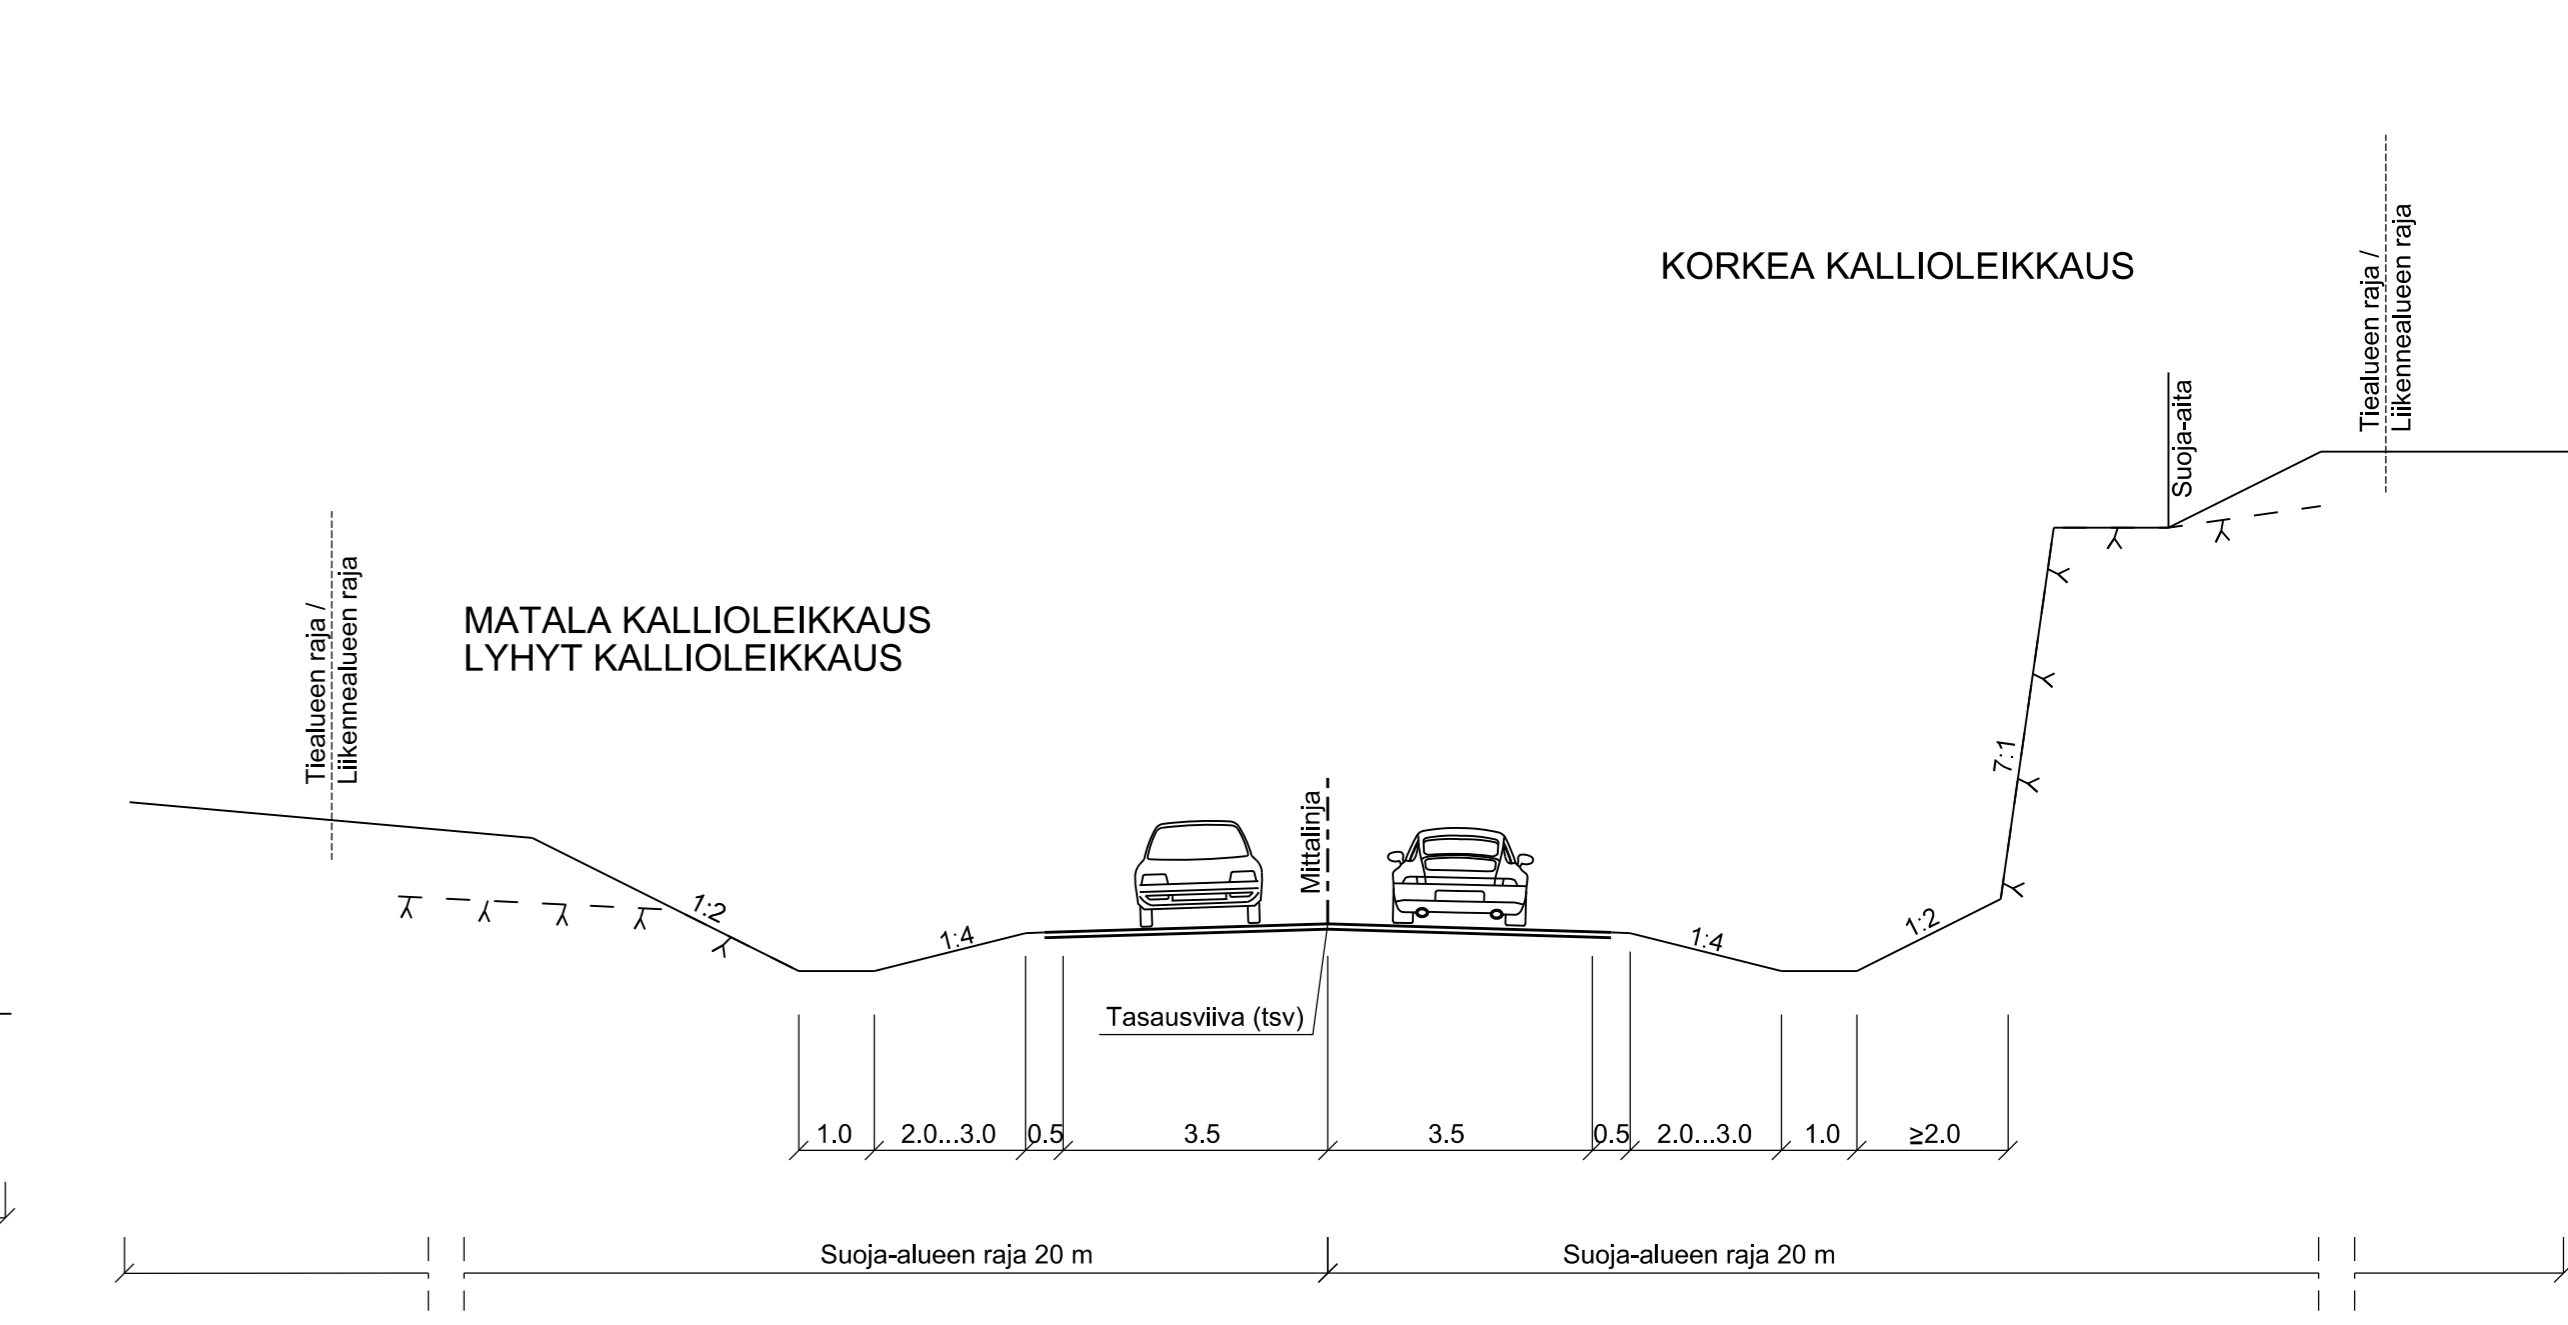 KORKEA KALLIOLEIKKAUS
Tiealueen raja /
Liikennealueen raja
Suoja-aita
MATALA KALLIOLEIKKAUS
LYHYT KALLIOLEIKKAUS
Tiealueen raja /
Liikennealueen raja
7:1
Mittalinja
1:2
1:4
1:4
1:2
Tasausviiva (tsv)
1.0 2.0...3.0 0.5 3.5 3.5 0.5 2.0...3.0 1.0 ≥2.0
Suoja-alueen raja 20 m Suoja-alueen raja 20 m